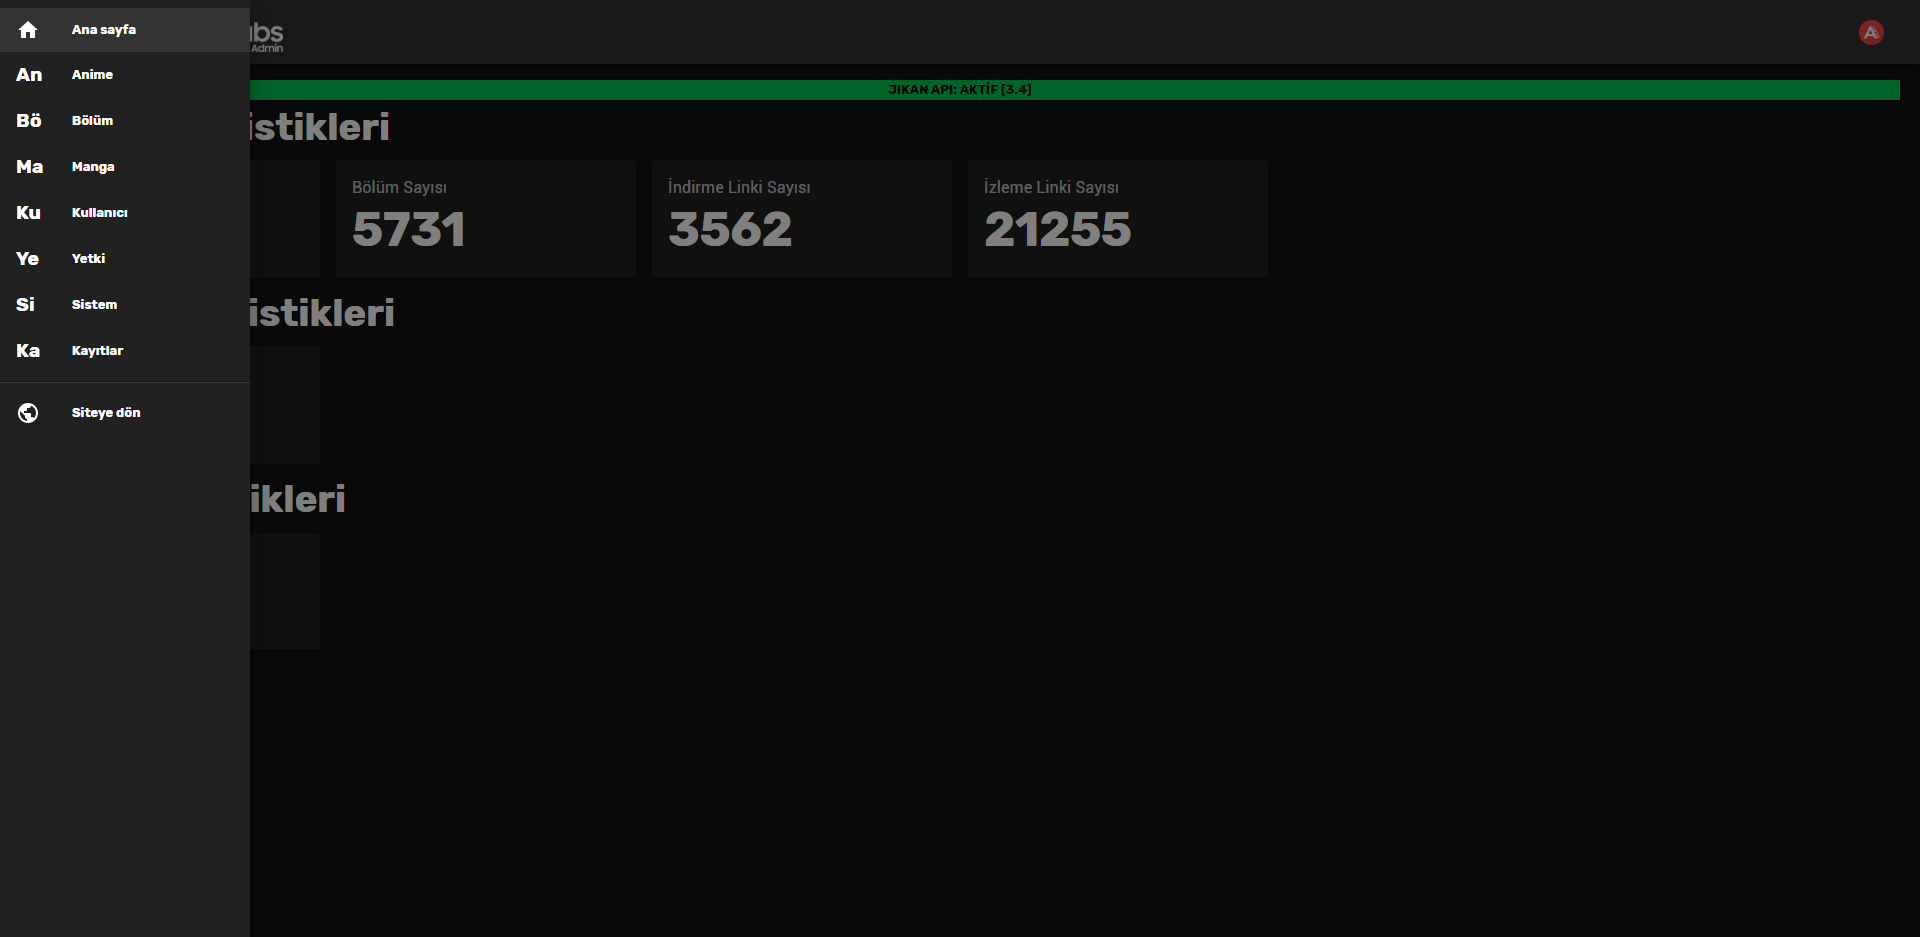 Ana sayfa
An Anime
Bö Bölüm
Ma Manga
Ku Kullanıcı
Ye Yetki
Si Sistem
Ka Kayıtlar
Siteye dön
bs
Admin
JIKAN API: AKTİF [3.4]
istikleri
Bölüm Sayısı
5731
İndirme Linki Sayısı
3562
İzleme Linki Sayısı
21255
istikleri
ikleri